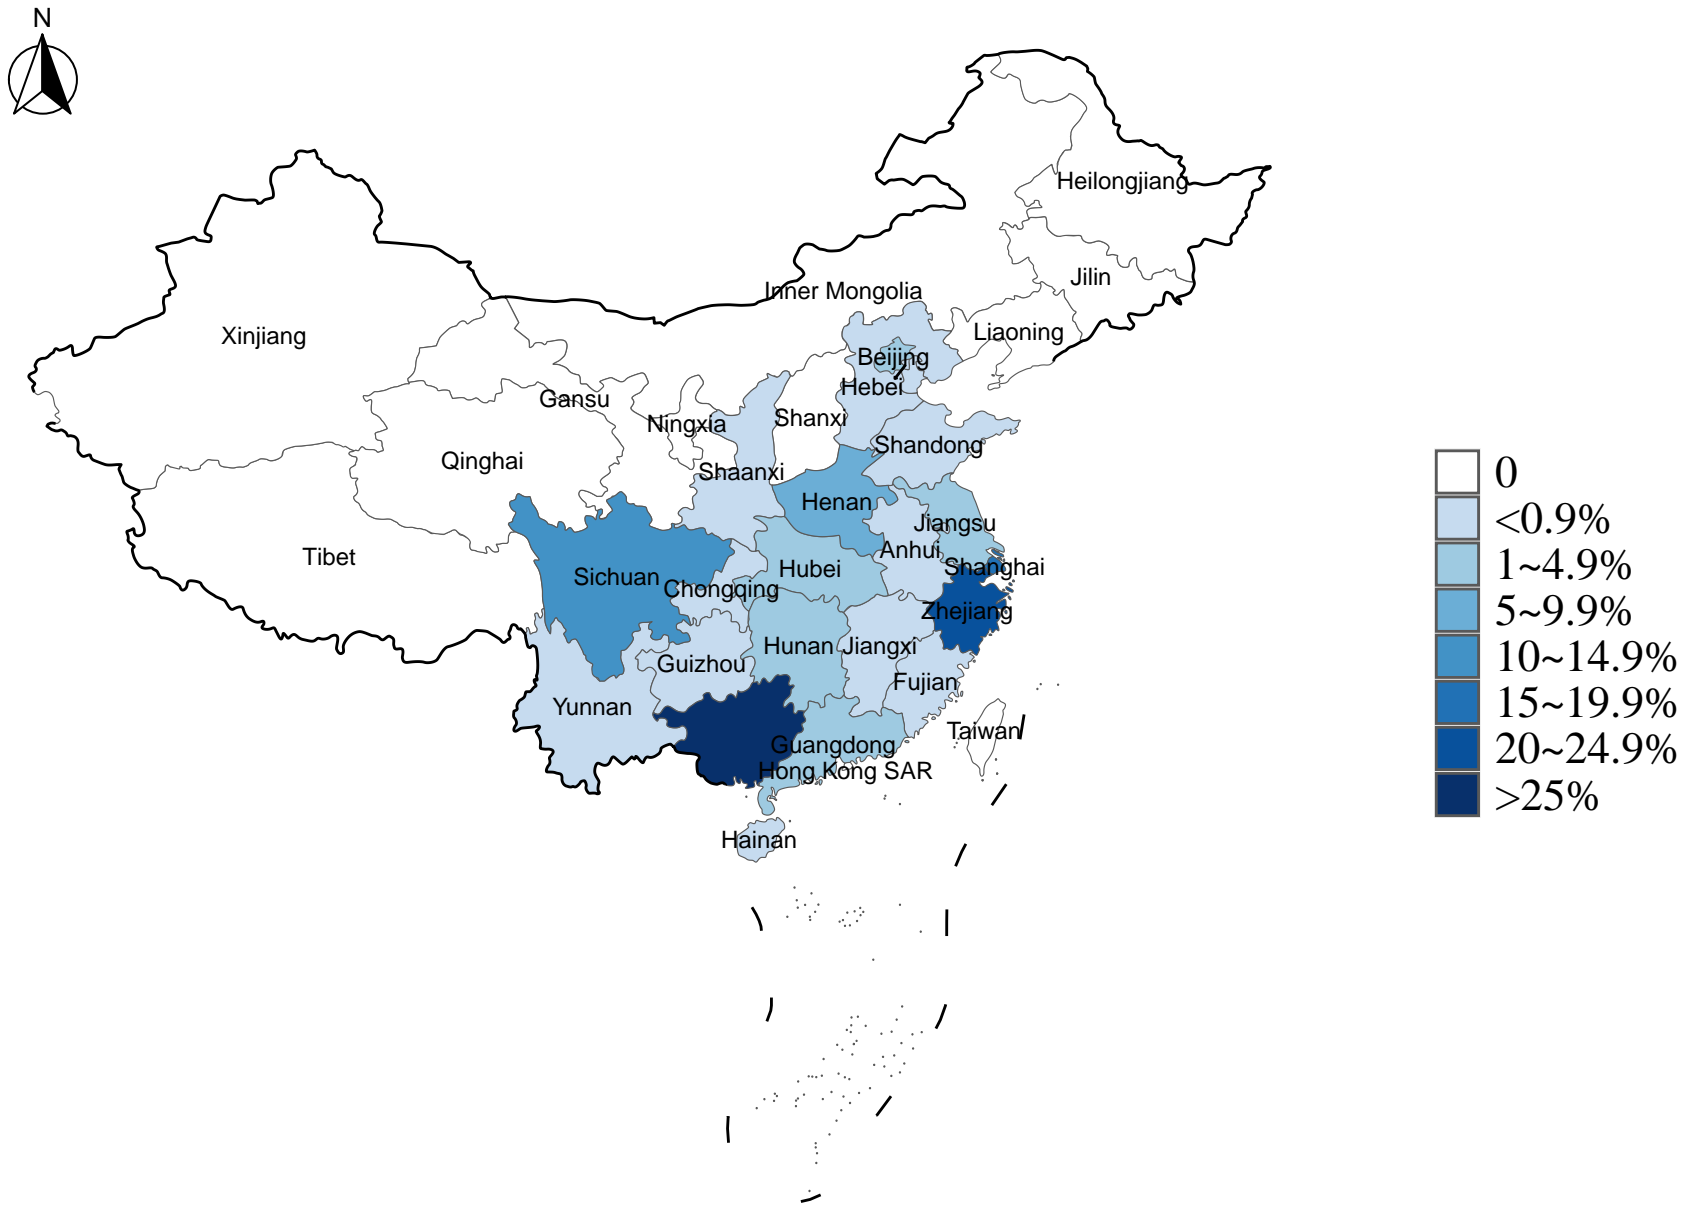 N
Heilongjiang
Jilin
Inner Mongolia
Liaoning
Xinjiang
Beijing
Hebei
Gansu
Shanxi
Ningxia
Shandong
Qinghai
Shaanxi
Henan
Jiangsu
Anhui
Tibet
Shanghai
Hubei
Sichuan
Chongqing
Zhejiang
Hunan
Jiangxi
Guizhou
Fujian
Yunnan
Taiwan
Guangdong
Hong Kong SAR
Hainan
0
<0.9%
1~4.9%
5~9.9%
10~14.9%
15~19.9%
20~24.9%
>25%